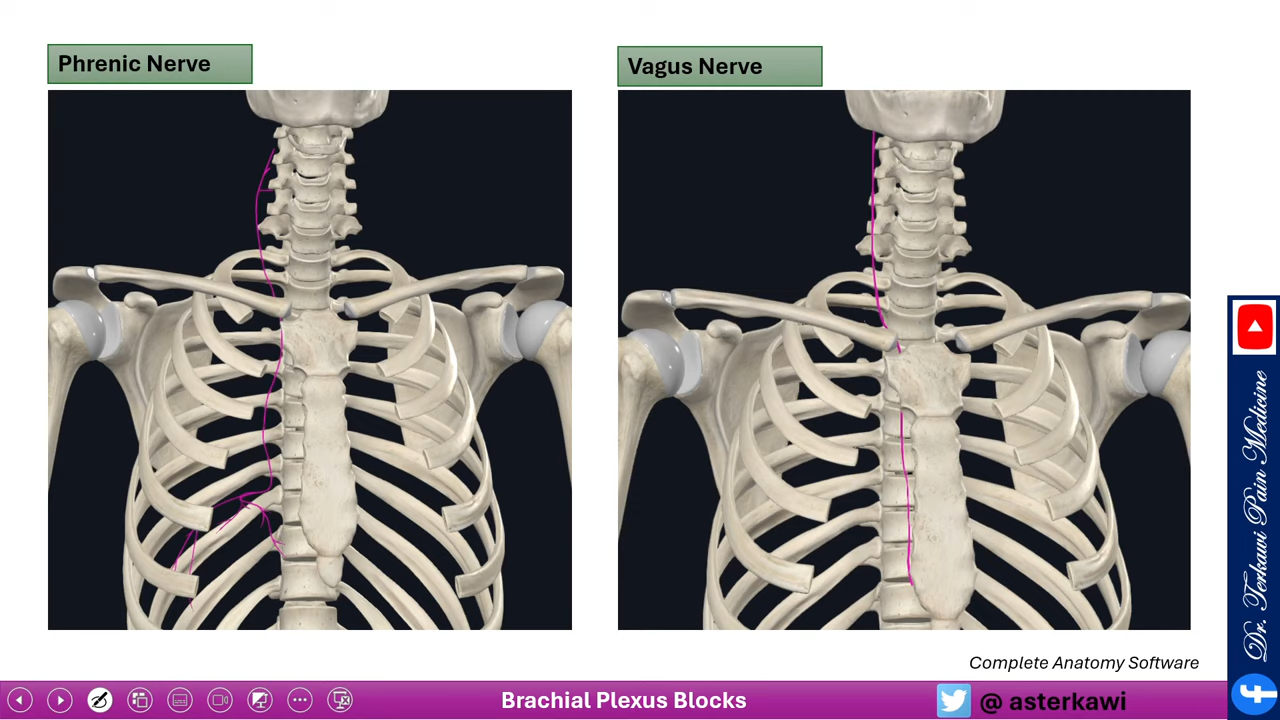 Phrenic Nerve
Vagus Nerve
Complete Anatomy Software
Dr. Terkawi Pain Medicine
Brachial Plexus Blocks
@ asterkawi